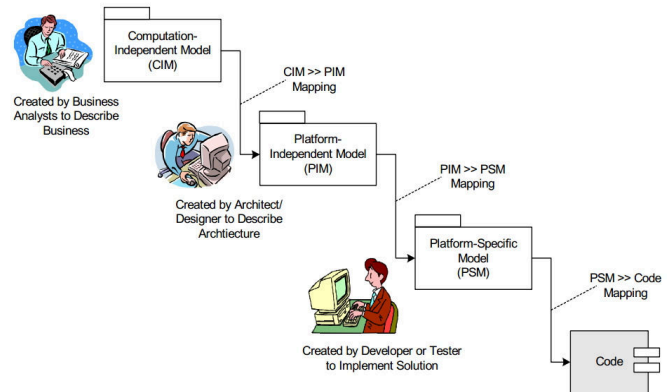 Computation-
Independent Model
(CIM)
Created by Business
Analysts to Describe
Business
CIM >> PIM
Mapping
Platform-
Independent Model
(PIM)
Created by Architect/
Designer to Describe
Archtiecture
PIM >> PSM
Mapping
Platform-Specific
Model
(PSM)
Created by Developer or Tester
to Implement Solution
PSM >> Code
Mapping
Code